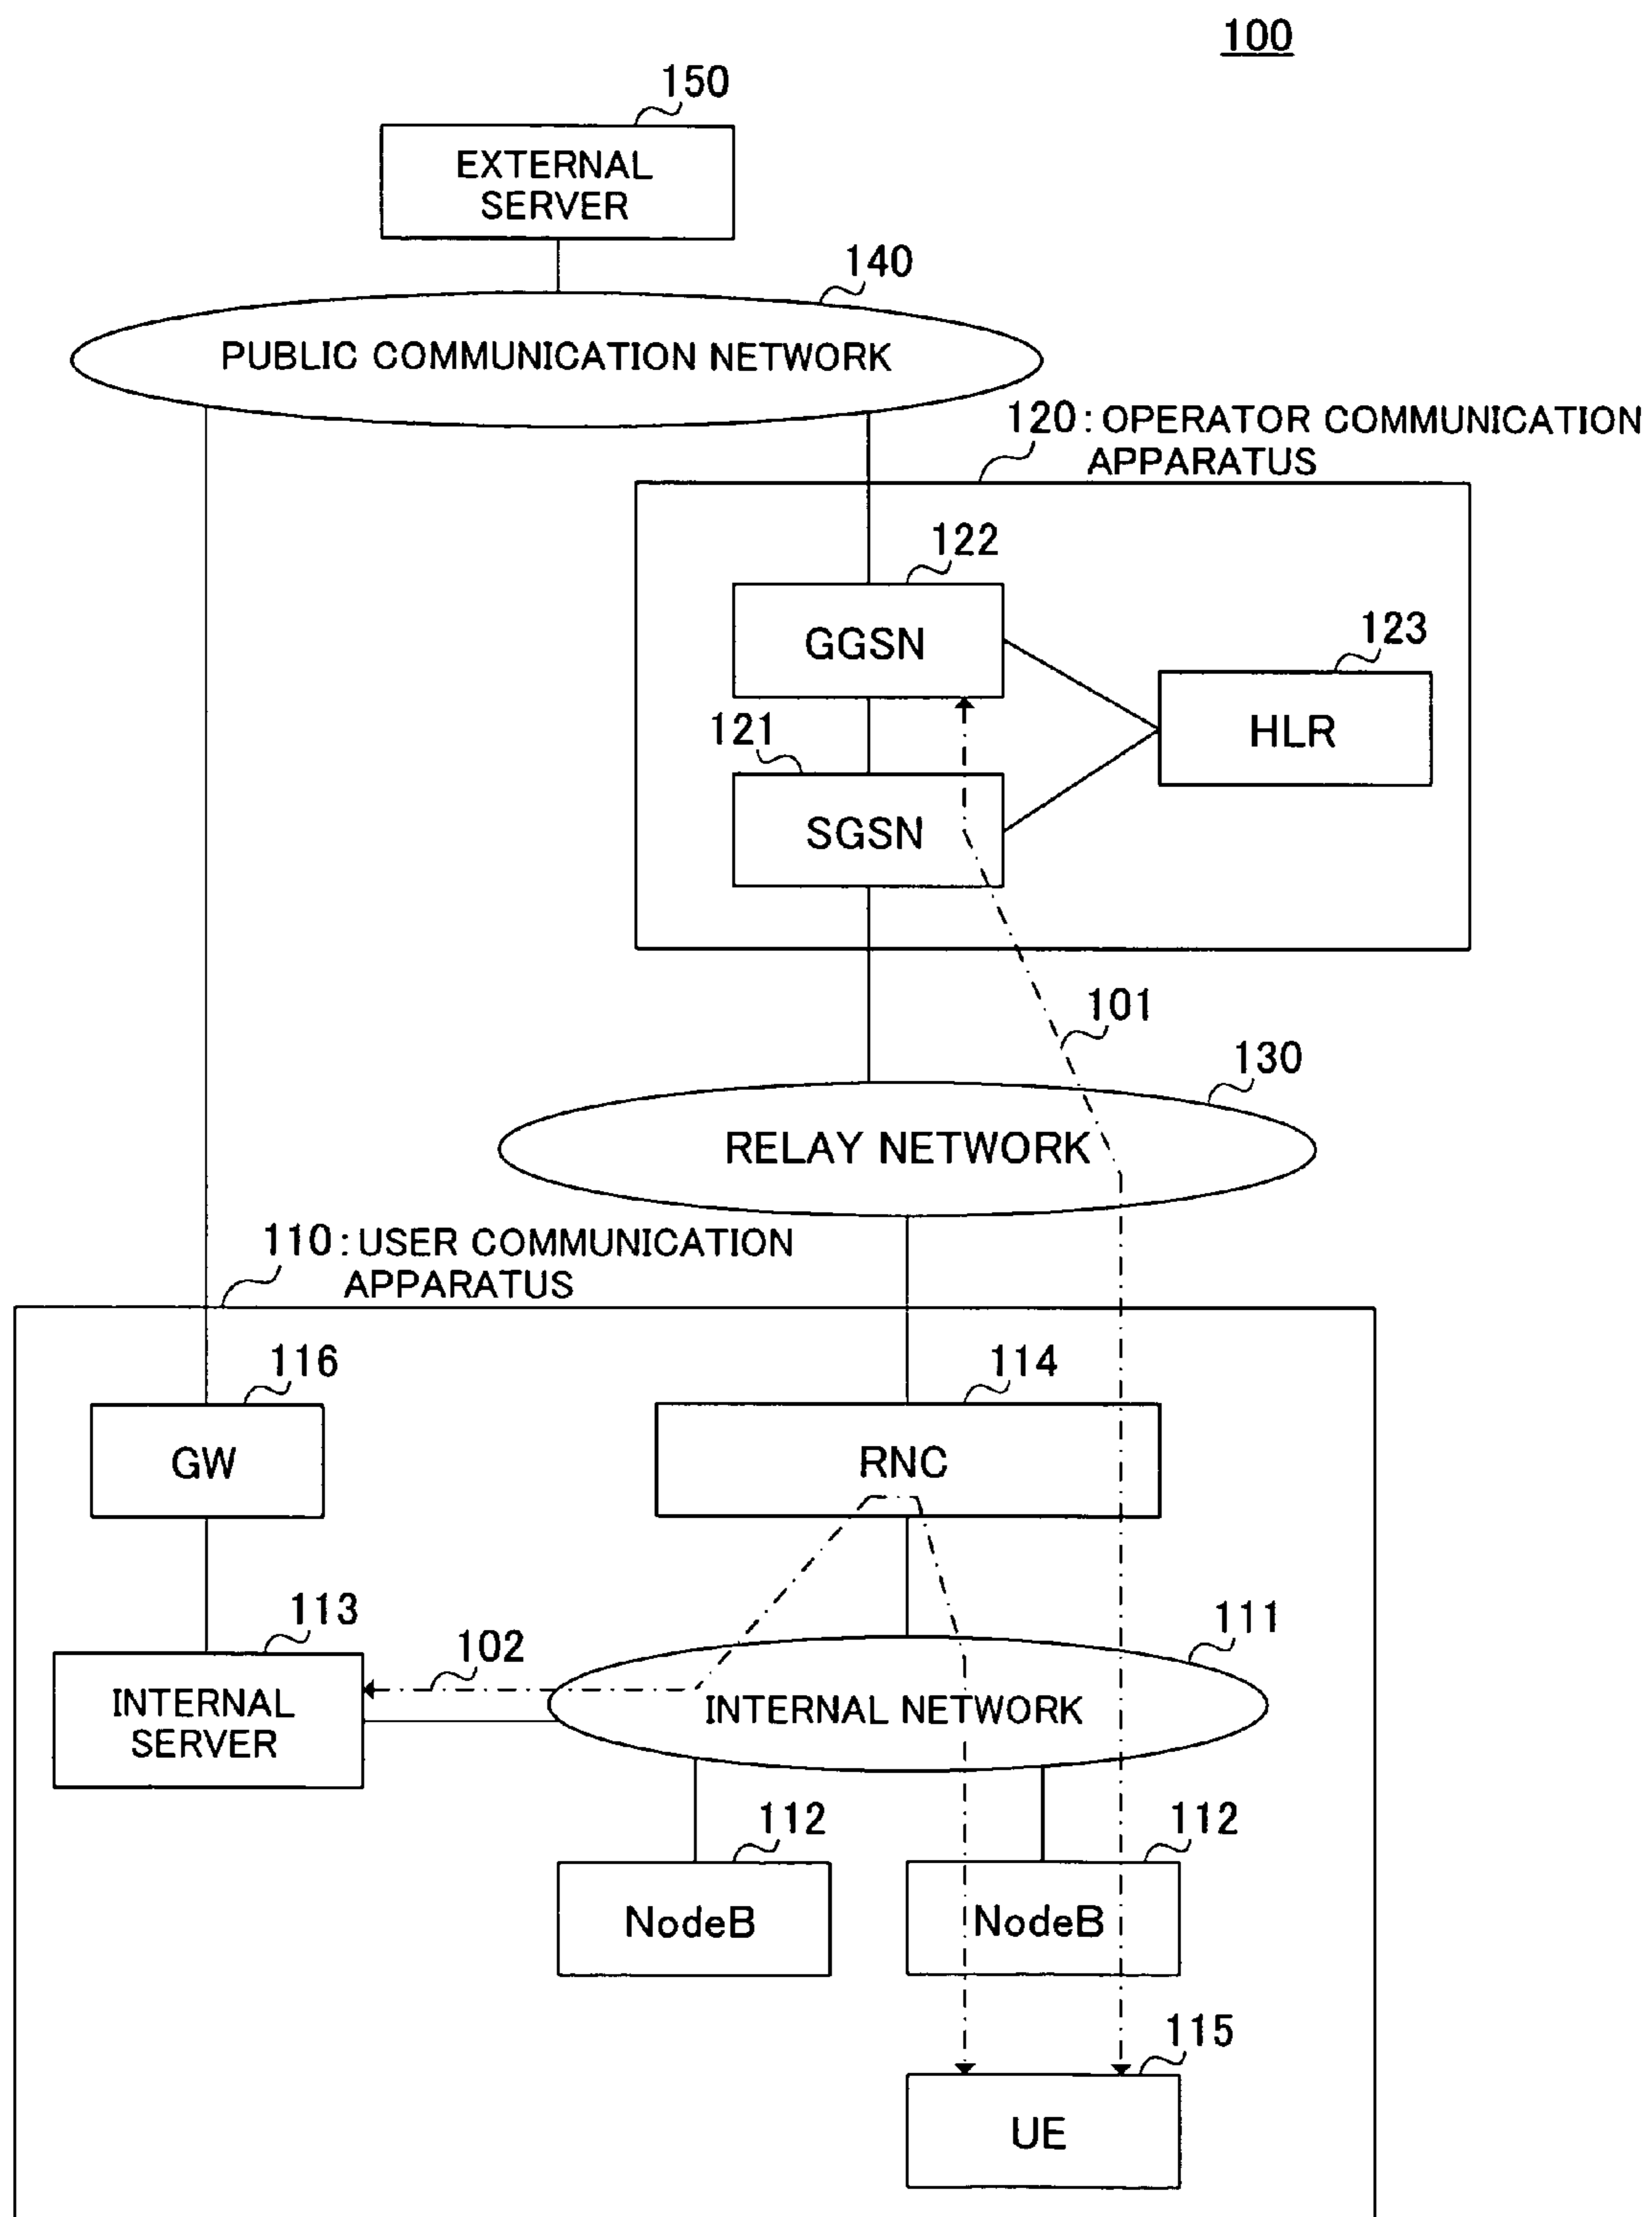 100
150
EXTERNAL
SERVER
140
PUBLIC COMMUNICATION NETWORK
120 : OPERATOR COMMUNICATION
APPARATUS
122
GGSN
123
HLR
121
SGSN
101
130
RELAY NETWORK
110 : USER COMMUNICATION
APPARATUS
116
GW
114
RNC
113
INTERNAL
SERVER
102
111
INTERNAL NETWORK
112
NodeB
112
NodeB
115
UE